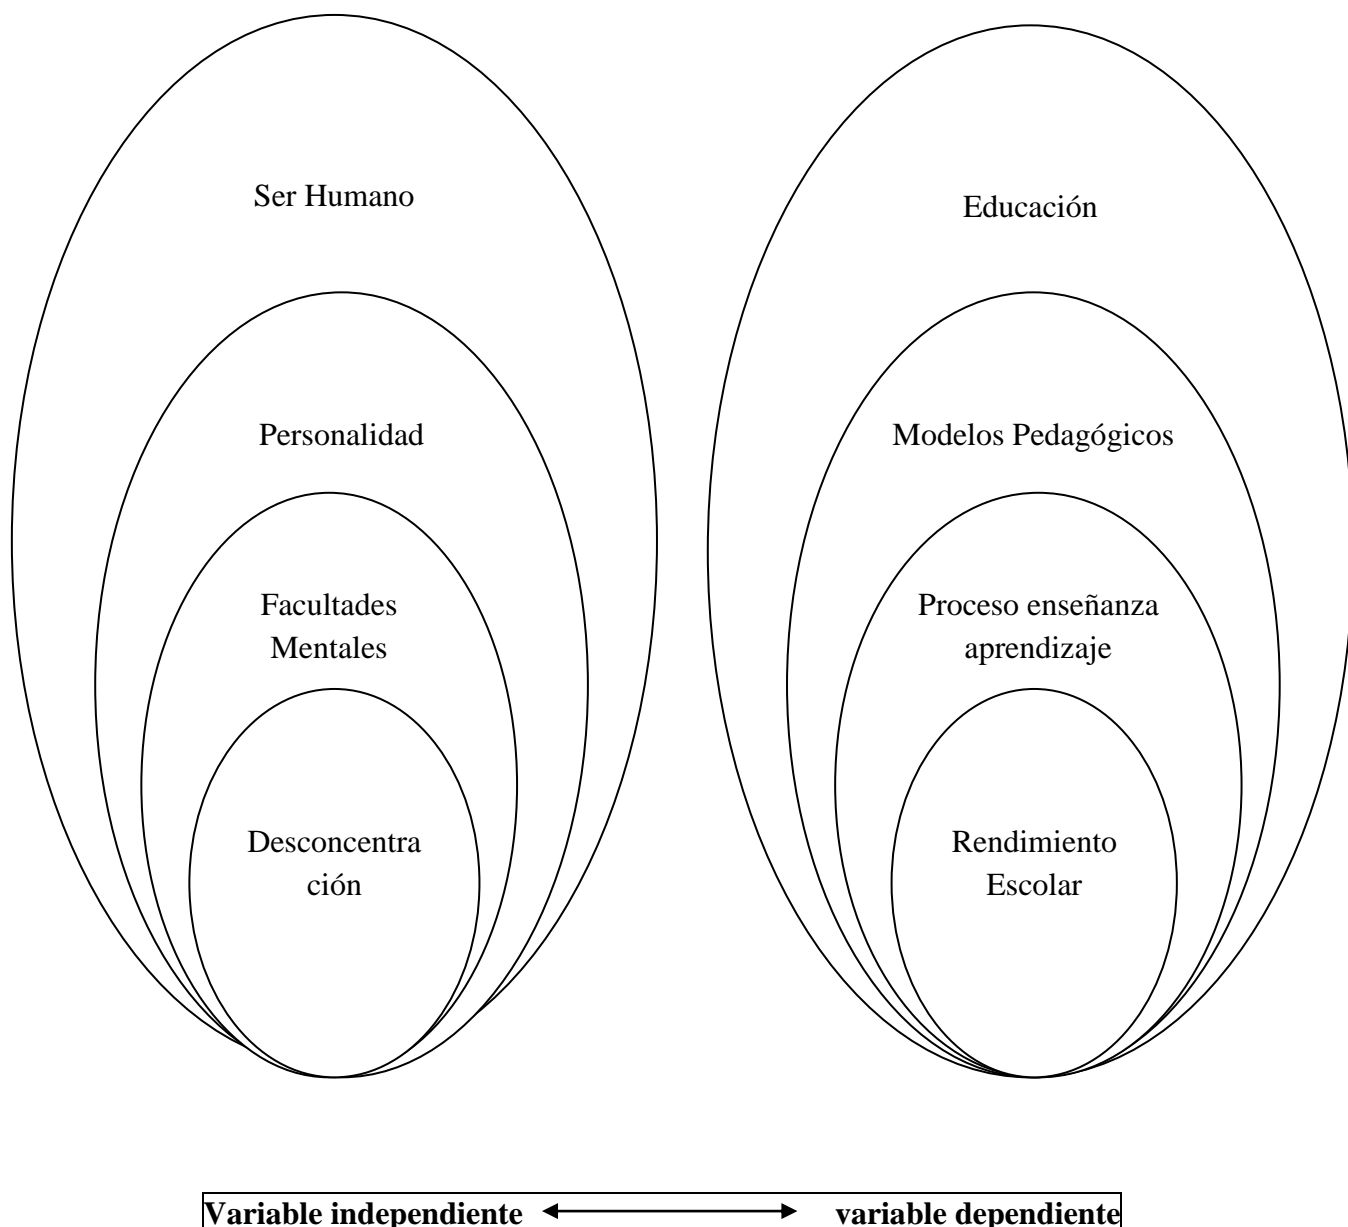 Ser Humano
Personalidad
Facultades
Mentales
Desconcentra
ción
Educación
Modelos Pedagógicos
Proceso enseñanza
aprendizaje
Rendimiento
Escolar
Variable independiente variable dependiente